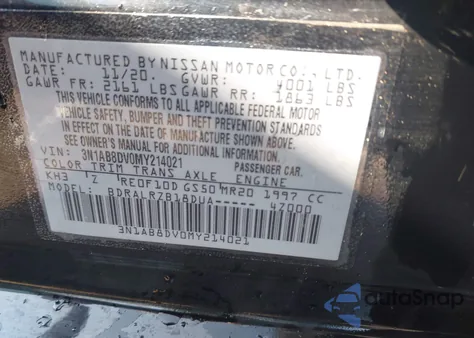 MANUFACTURED BY NISSAN MOTOR CO., LTD.
DATE: 11/20. GVWR: 4001 LBS
GAWR FR: 2161 LBS GAWR RR: 1863 LBS
THIS VEHICLE CONFORMS TO ALL APPLICABLE FEDERAL MOTOR
VEHICLE SAFETY, BUMPER AND THEFT PREVENTION STANDARDS
IN EFFECT ON THE DATE OF MANUFACTURE SHOWN ABOVE.
SEE OWNER'S MANUAL FOR ADDITIONAL INFORMATION.
VIN: 3N1AB8DV0MY214021 PASSENGER CAR
COLOR TRIM TRANS AXLE ENGINE
KH3 Z RE0F10D GS50 MR20 1997 CC
MODEL: BDRALRZB18DUA----- 47000
3N1AB8DV0MY214021
autoSnap